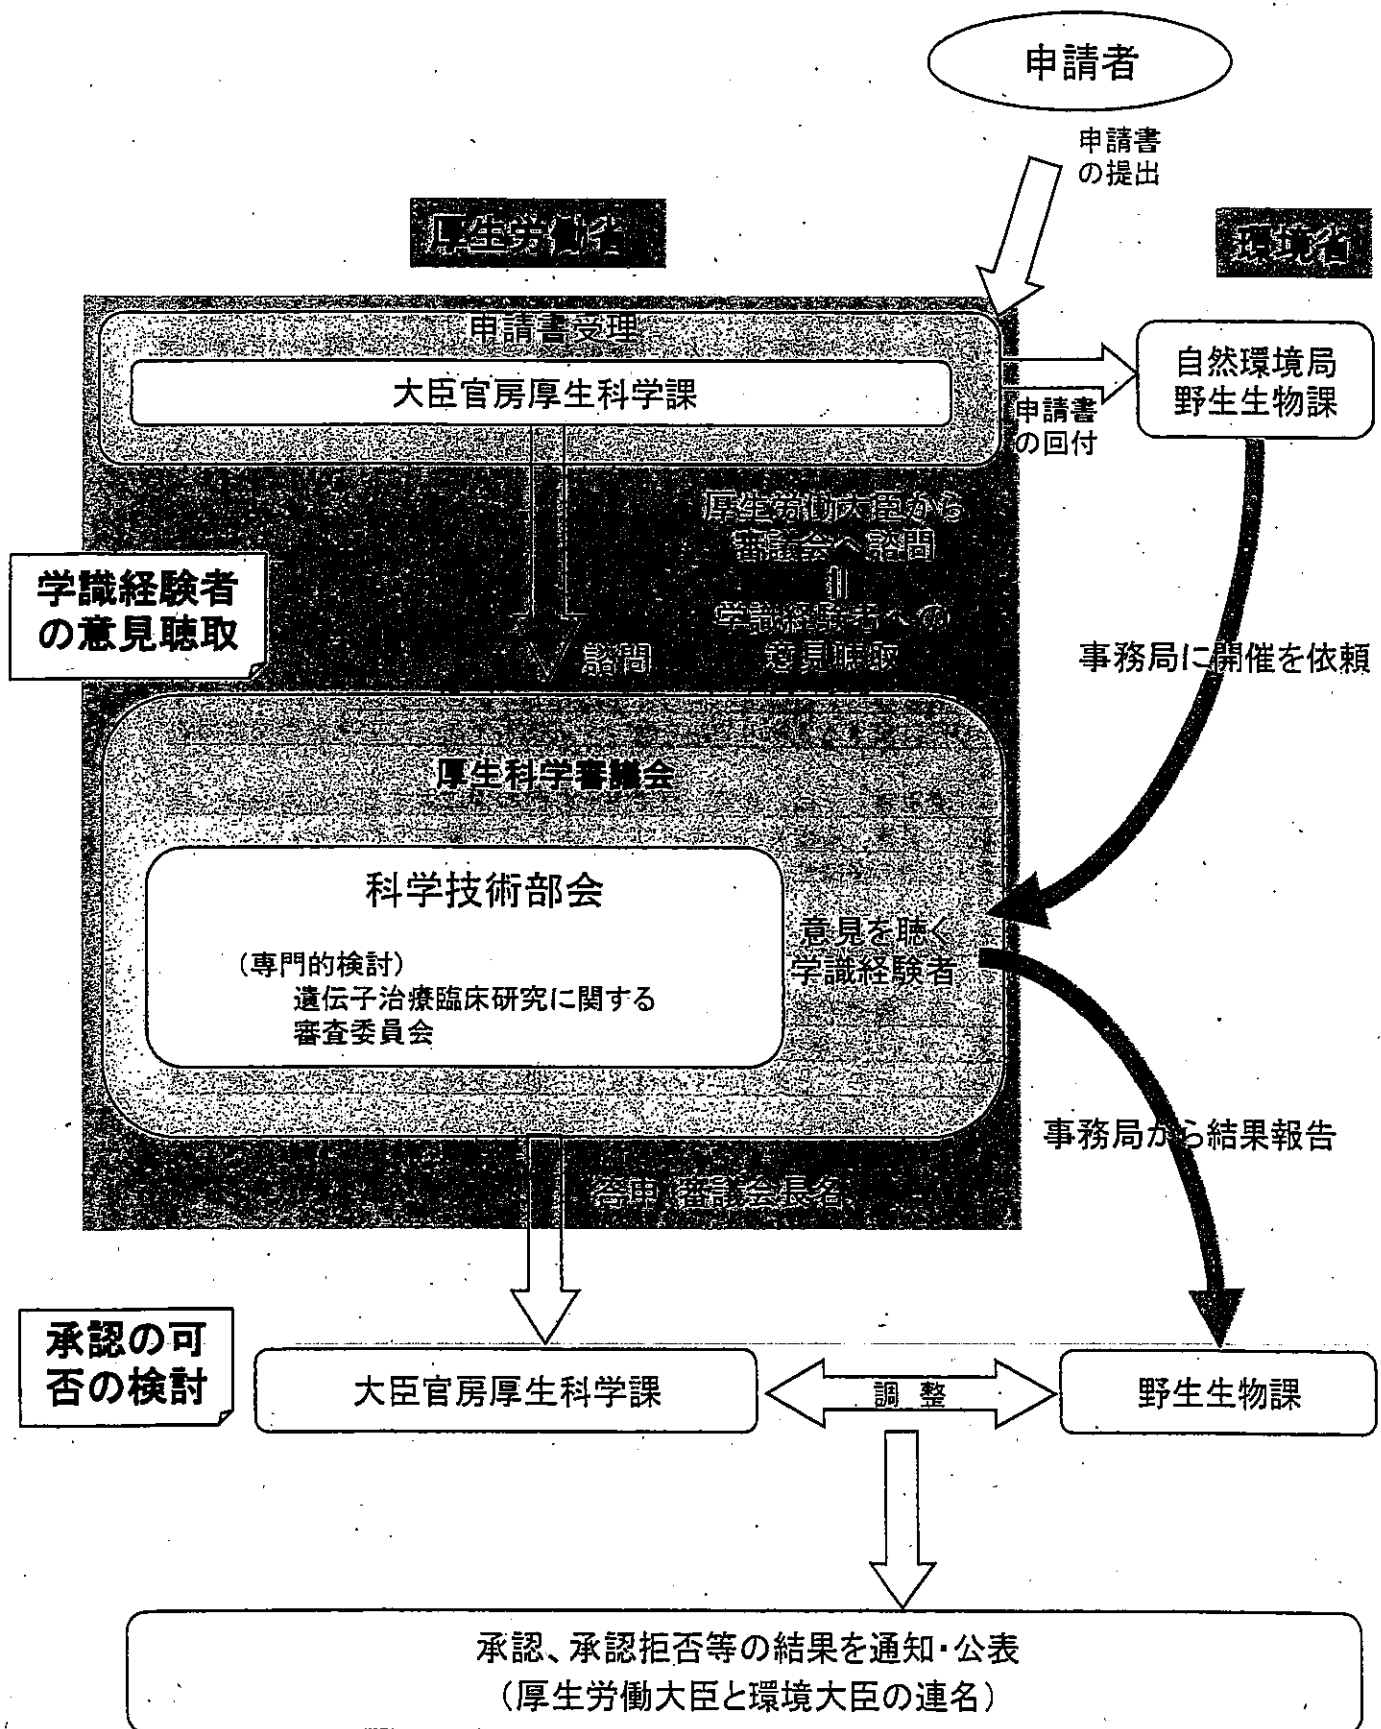 申請者
申請書
の提出
厚生労働省
環境省
申請書受理
大臣官房厚生科学課
自然環境局
野生生物課
申請書
の回付
厚生労働大臣から
審議会へ諮問
||
学識経験者への
意見聴取
学識経験者
の意見聴取
諮問
事務局に開催を依頼
厚生科学審議会
科学技術部会
(専門的検討)
遺伝子治療臨床研究に関する
審査委員会
意見を聴く
学識経験者
事務局から結果報告
答申 審議会長名
承認の可
否の検討
大臣官房厚生科学課
調 整
野生生物課
承認、承認拒否等の結果を通知・公表
(厚生労働大臣と環境大臣の連名)